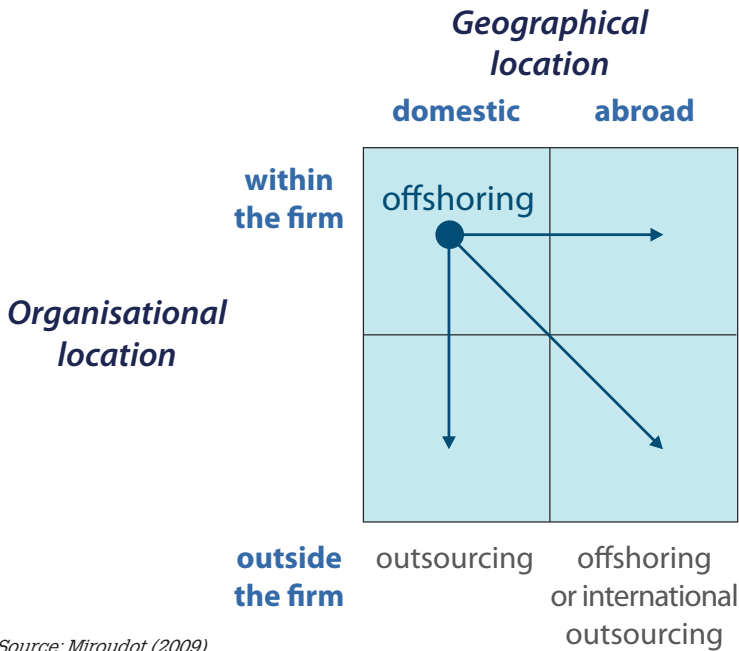 Geographical
location
domestic abroad
within
the firm
offshoring
Organisational
location
outside
the firm
outsourcing
offshoring
or international
outsourcing
Source: Miroudot (2009)